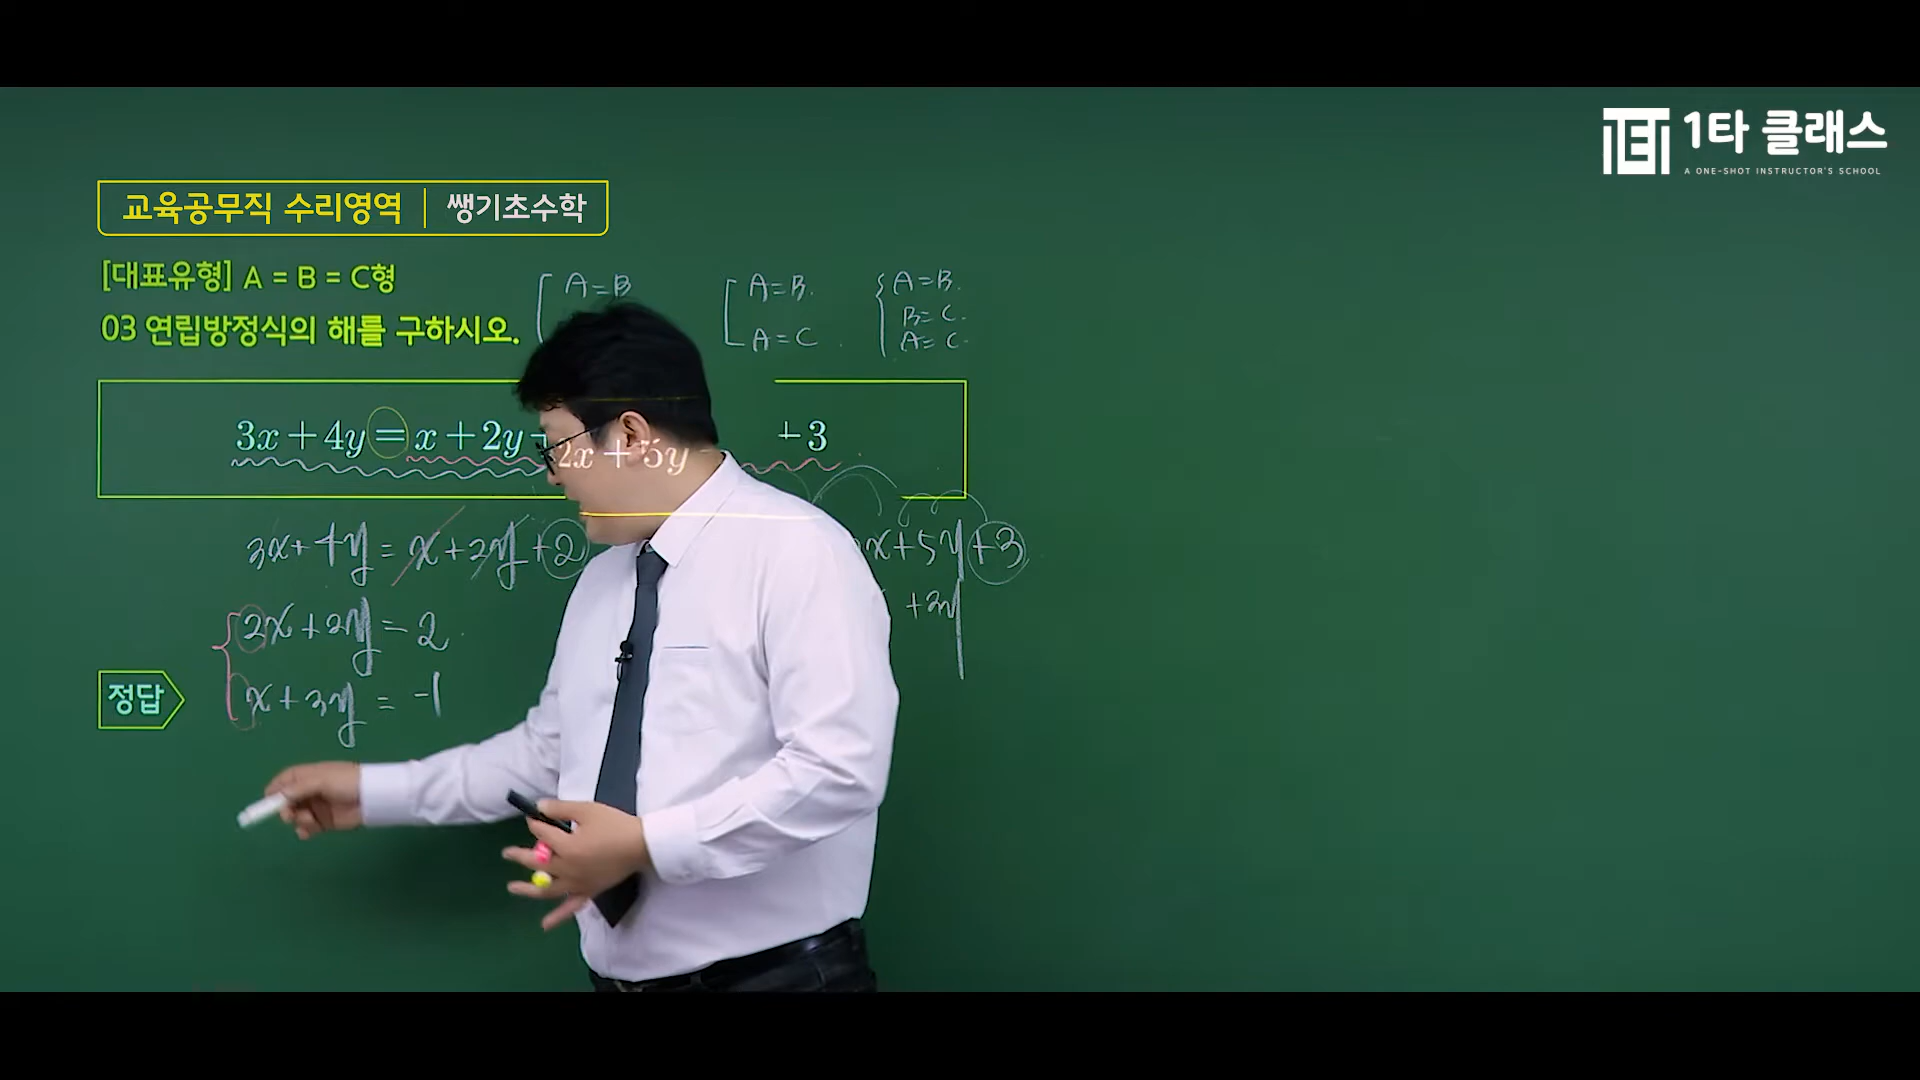 1타 클래스
A ONE-SHOT INSTRUCTOR'S SCHOOL
교육공무직 수리영역 | 쌩기초수학
[대표유형] A = B = C형
03 연립방정식의 해를 구하시오.
A=B
A=B.
A=C
A=B.
B=C.
A=C.
3x+4y=x+2y
2x+5y
+3
3x+4y=x+2y+2
x+5y+3
+2y
2x+2y=2
x+3y=-1
정답